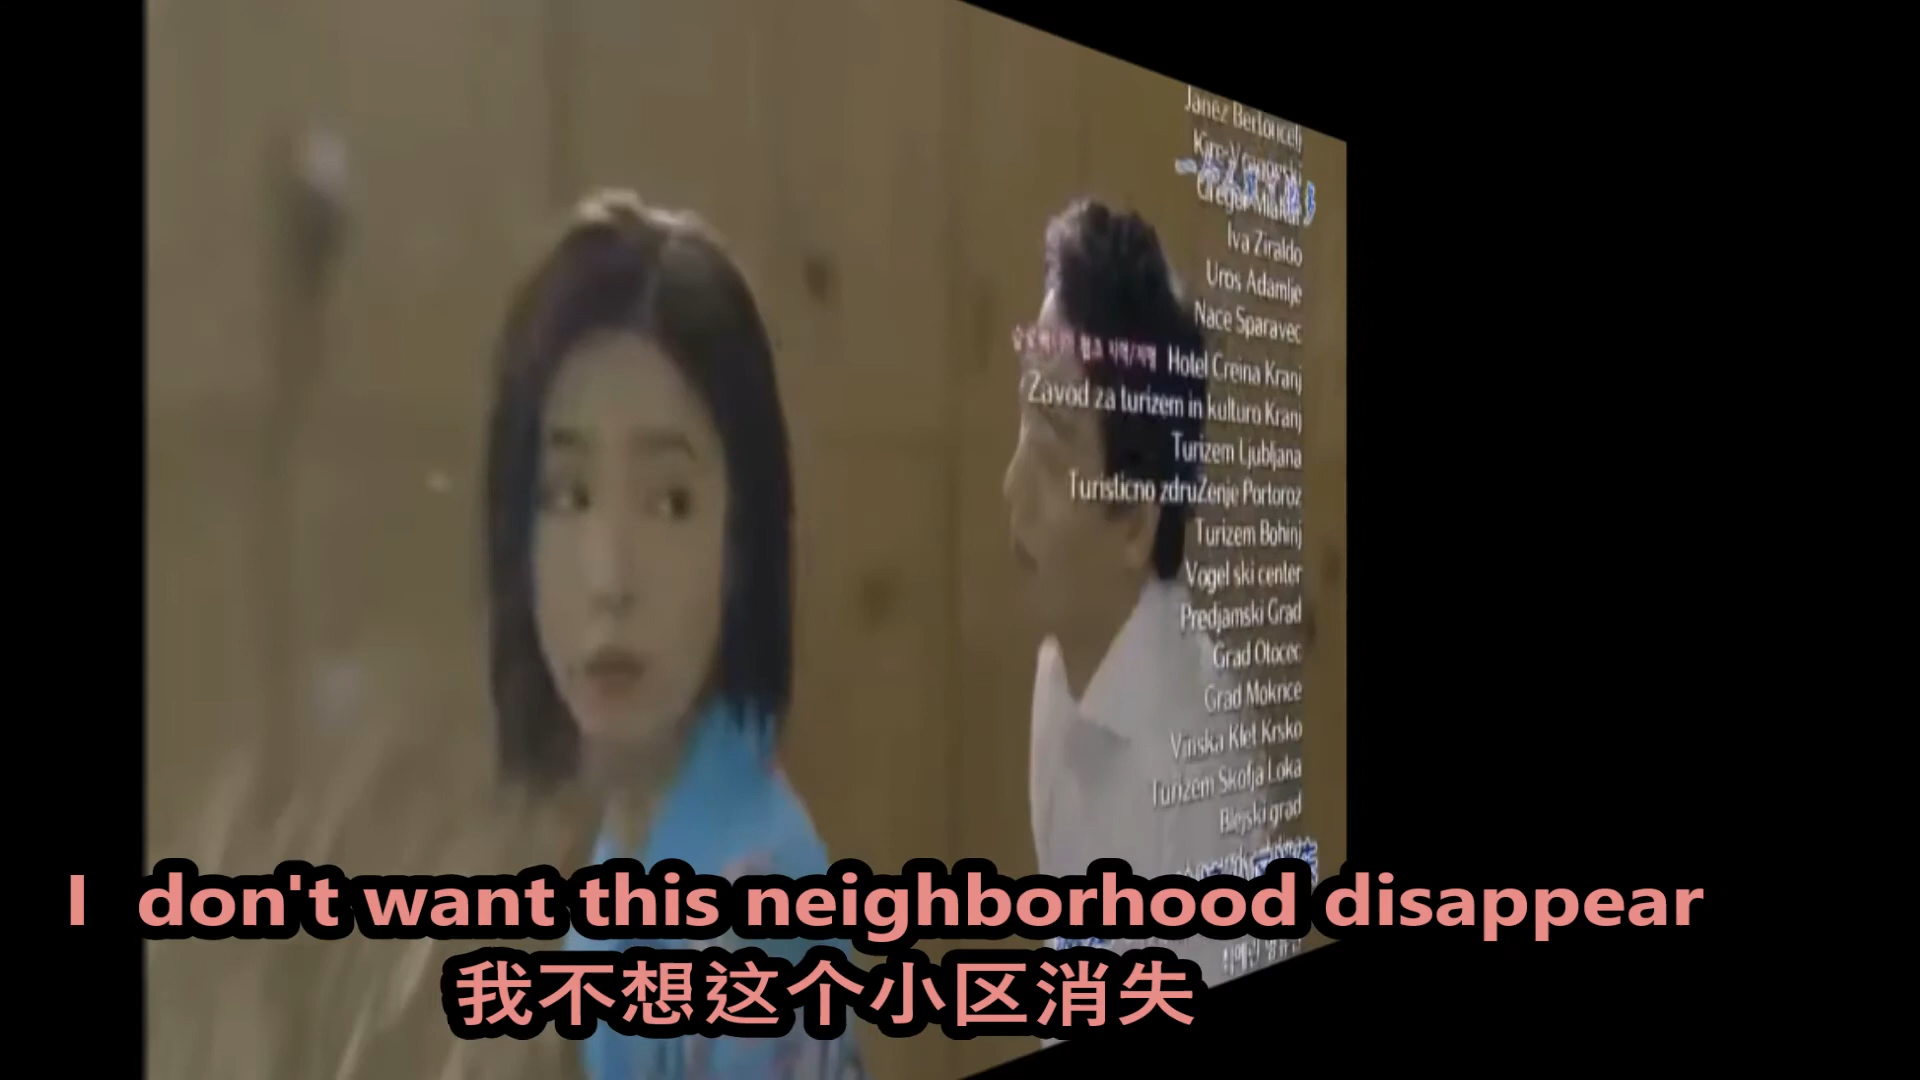 Janez Bertoncelj
Iva Ziraldo
Uros Adamlje
Nace Sparavec
Hotel Creina Kranj
Zavod za turizem in kulturo Kranj
Turizem Ljubljana
Turisticno zdruZenje Portoroz
Turizem Bohinj
Vogel ski center
Predjamski Grad
Grad Otocec
Grad Mokrice
Vinska Klet Krsko
Turizem Skofja Loka
Blejski grad
I don't want this neighborhood disappear
我不想这个小区消失